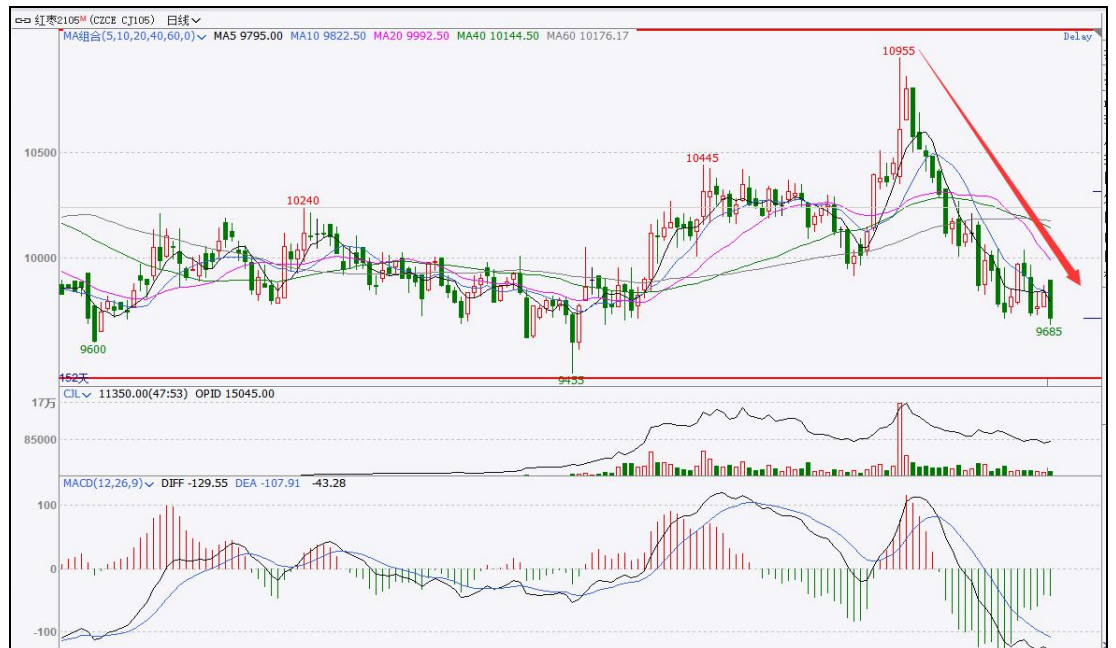 红枣2105M (CZCE CJ105) 日线
MA组合(5,10,20,40,60,0) MA5 9795.00 MA10 9822.50 MA20 9992.50 MA40 10144.50 MA60 10176.17
Delay
10955
10500
10445
10240
10000
9685
9600
9455
152天
CJL 11350.00(47:53) OPID 15045.00
17万
85000
MACD(12,26,9) DIFF -129.55 DEA -107.91 -43.28
100
0
-100